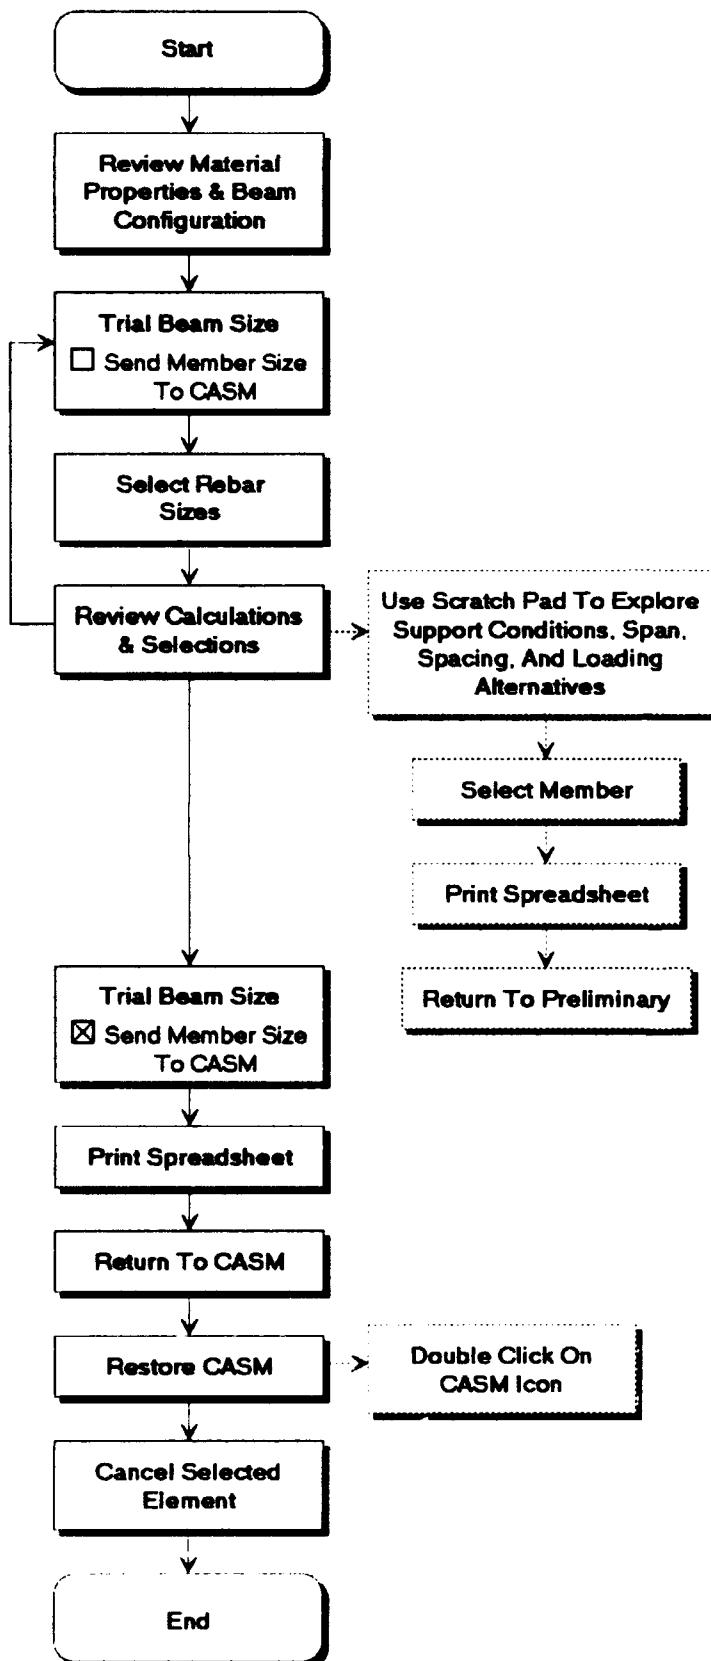 Start
Review Material
Properties & Beam
Configuration
Trial Beam Size
Send Member Size
To CASM
Select Rebar
Sizes
Review Calculations
& Selections
Use Scratch Pad To Explore
Support Conditions, Span,
Spacing, And Loading
Alternatives
Select Member
Print Spreadsheet
Return To Preliminary
Trial Beam Size
Send Member Size
To CASM
Print Spreadsheet
Return To CASM
Restore CASM
Double Click On
CASM Icon
Cancel Selected
Element
End